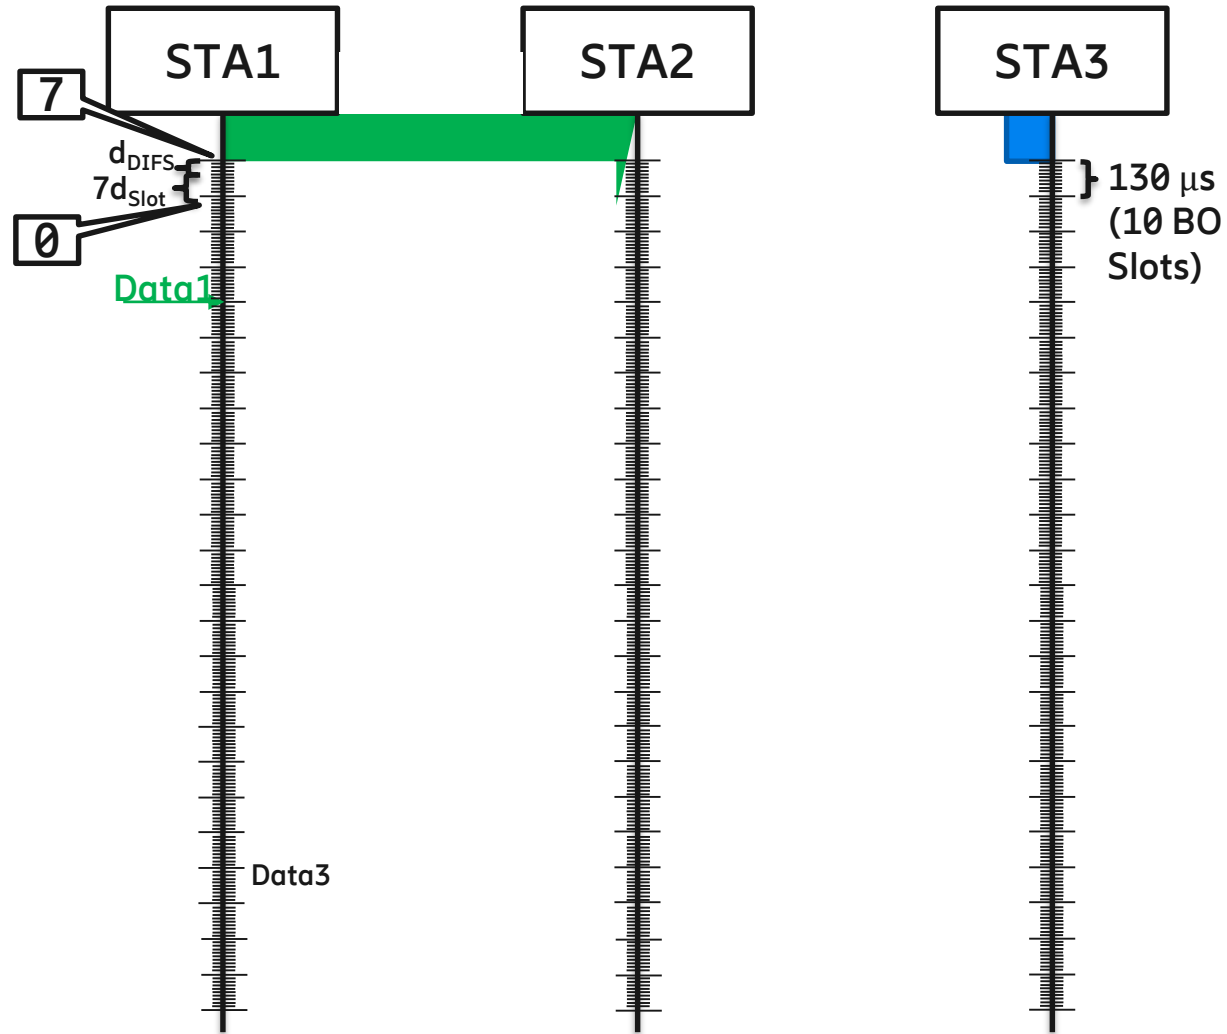 STA1
STA2
STA3
7
dDIFS
7dSlot
0
130 μs
(10 BO
Slots)
Data1
Data3